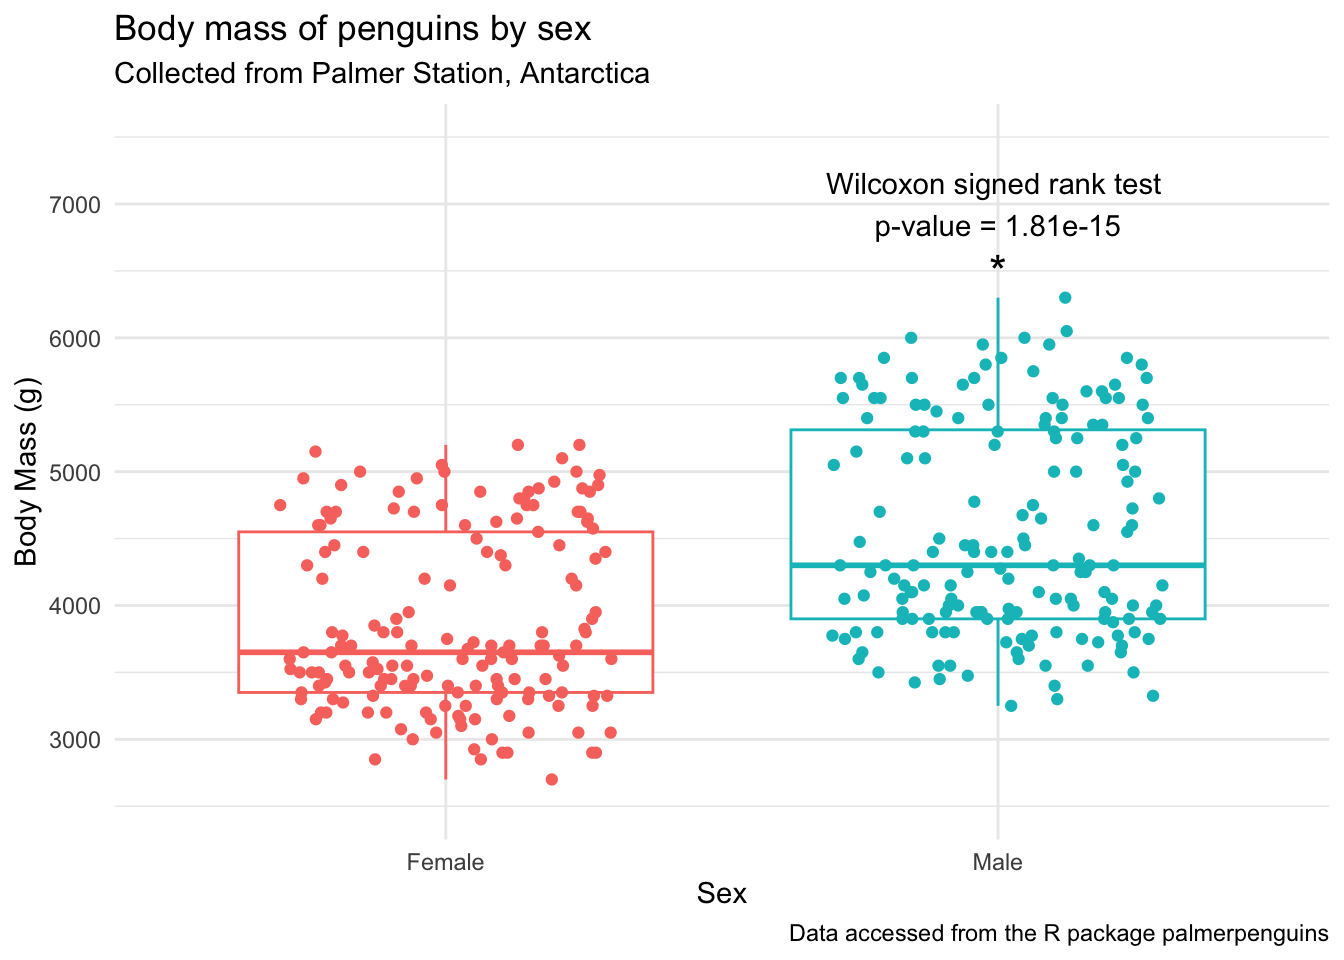 Body mass of penguins by sex
Collected from Palmer Station, Antarctica
Wilcoxon signed rank test
p-value = 1.81e-15
*
7000
6000
5000
4000
3000
Body Mass (g)
Female
Male
Sex
Data accessed from the R package palmerpenguins